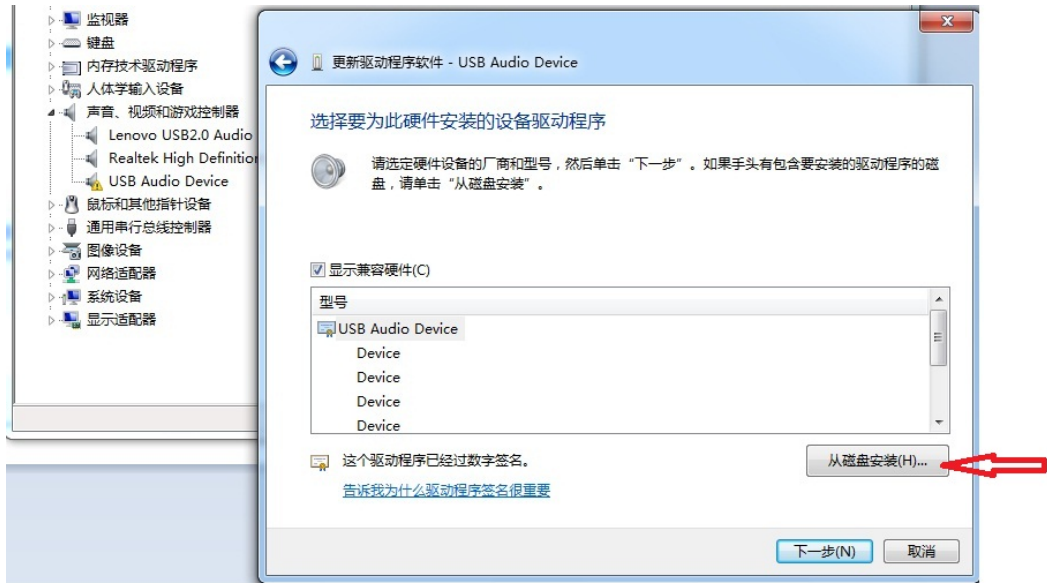 监视器
键盘
内存技术驱动程序
人体学输入设备
声音、视频和游戏控制器
Lenovo USB2.0 Audio
Realtek High Definition
USB Audio Device
鼠标和其他指针设备
通用串行总线控制器
图像设备
网络适配器
系统设备
显示适配器
更新驱动程序软件 - USB Audio Device
选择要为此硬件安装的设备驱动程序
请选定硬件设备的厂商和型号，然后单击“下一步”。如果手头有包含要安装的驱动程序的磁
盘，请单击“从磁盘安装”。
显示兼容硬件(C)
型号
USB Audio Device
Device
Device
Device
Device
这个驱动程序已经过数字签名。
从磁盘安装(H)...
告诉我为什么驱动程序签名很重要
下一步(N)
取消